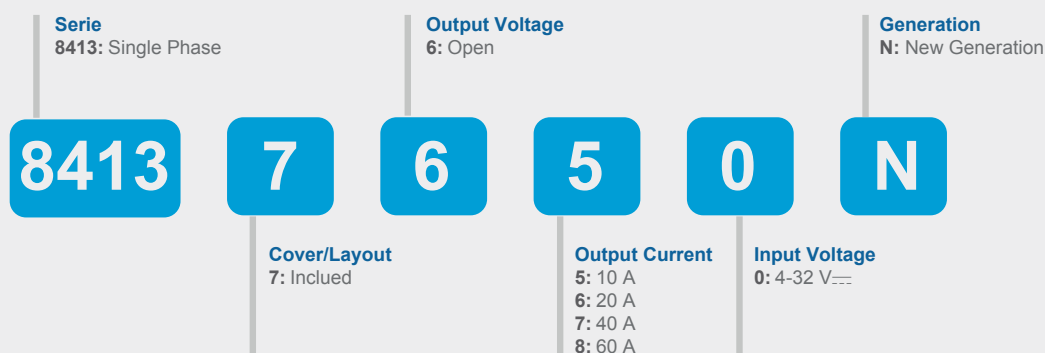 Serie
8413: Single Phase
Output Voltage
6: Open
Generation
N: New Generation
8413 7 6 5 0 N
Cover/Layout
7: Inclued
Output Current
5: 10 A
6: 20 A
7: 40 A
8: 60 A
Input Voltage
0: 4-32 V⎓